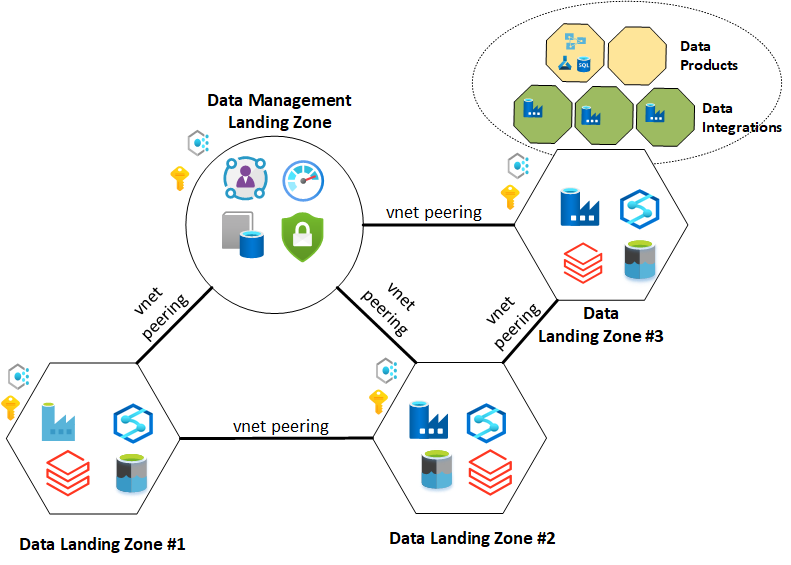 Data
Products
Data
Integrations
Data Management
Landing Zone
SQL
vnet peering
vnet
peering
vnet
peering
vnet
peering
Data
Landing Zone #3
vnet peering
Data Landing Zone #1
Data Landing Zone #2